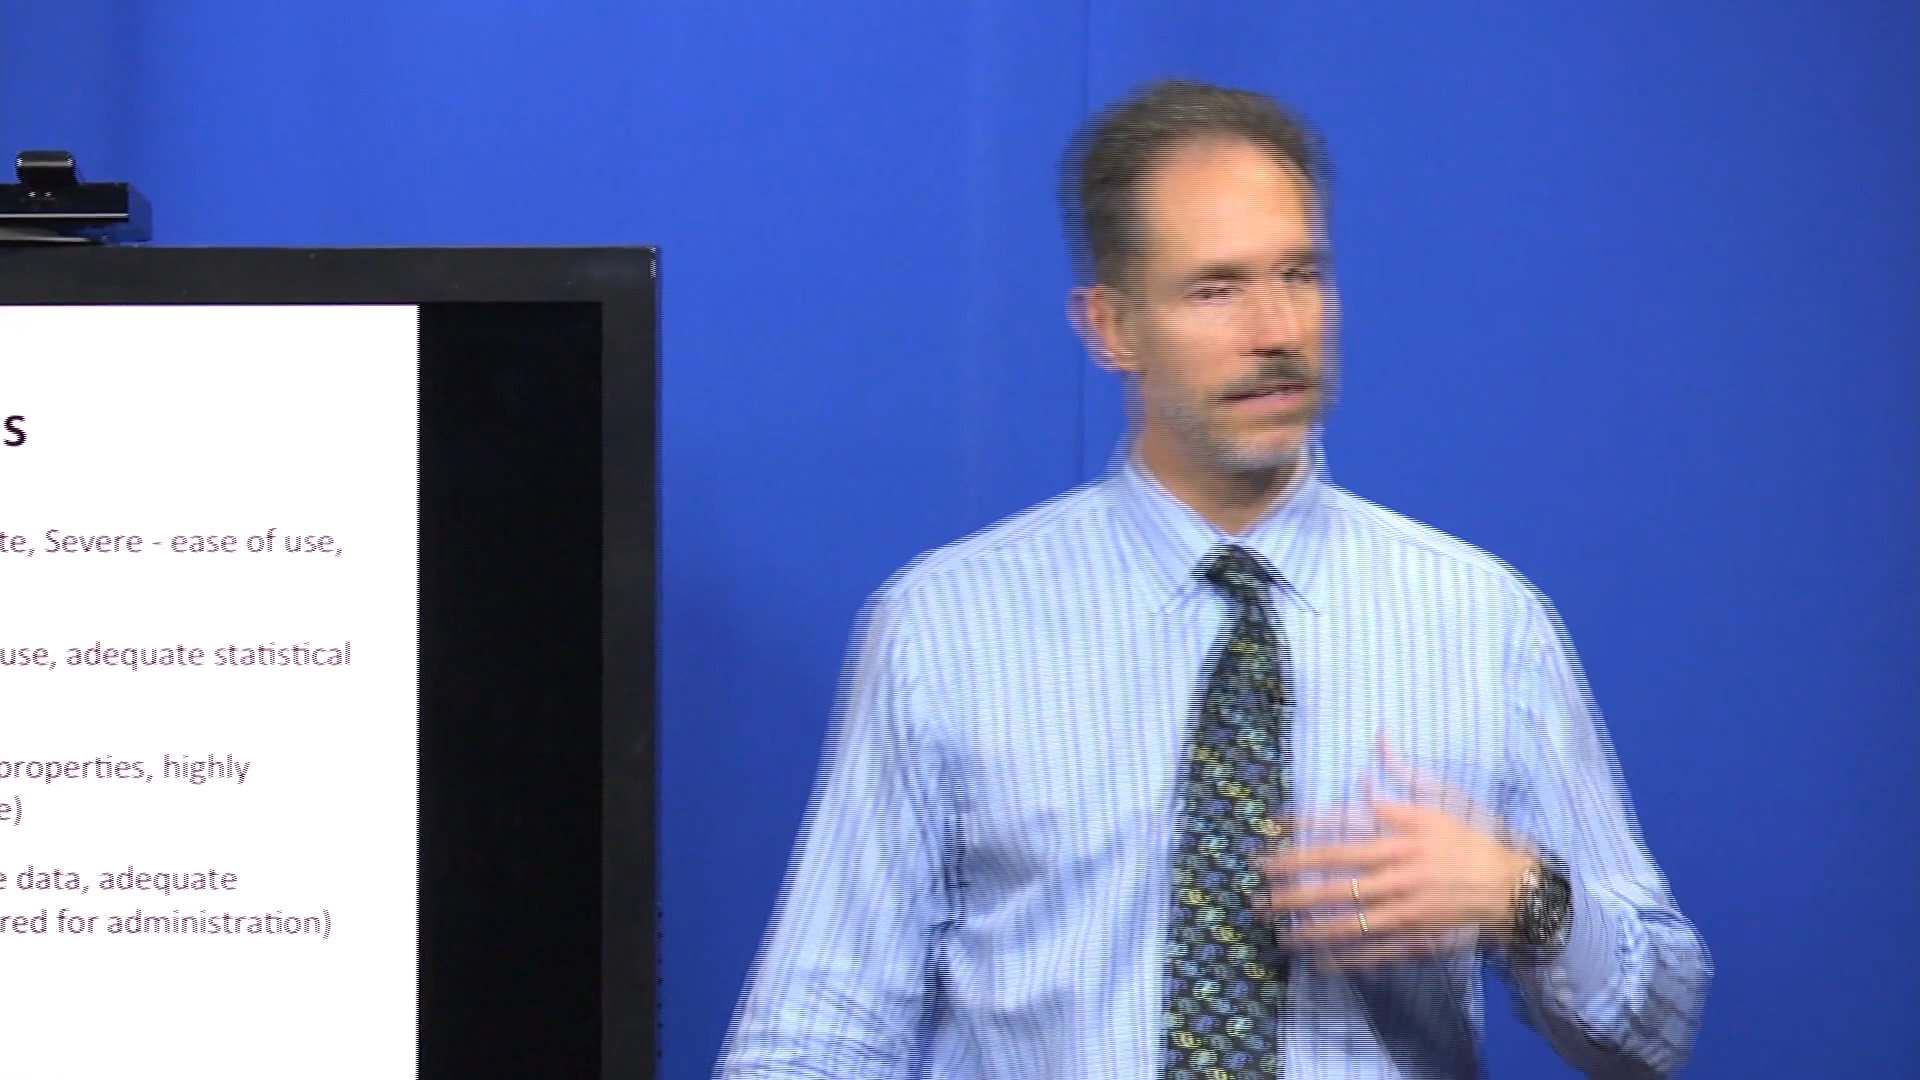 s
te, Severe - ease of use,
use, adequate statistical
properties, highly
e)
e data, adequate
red for administration)